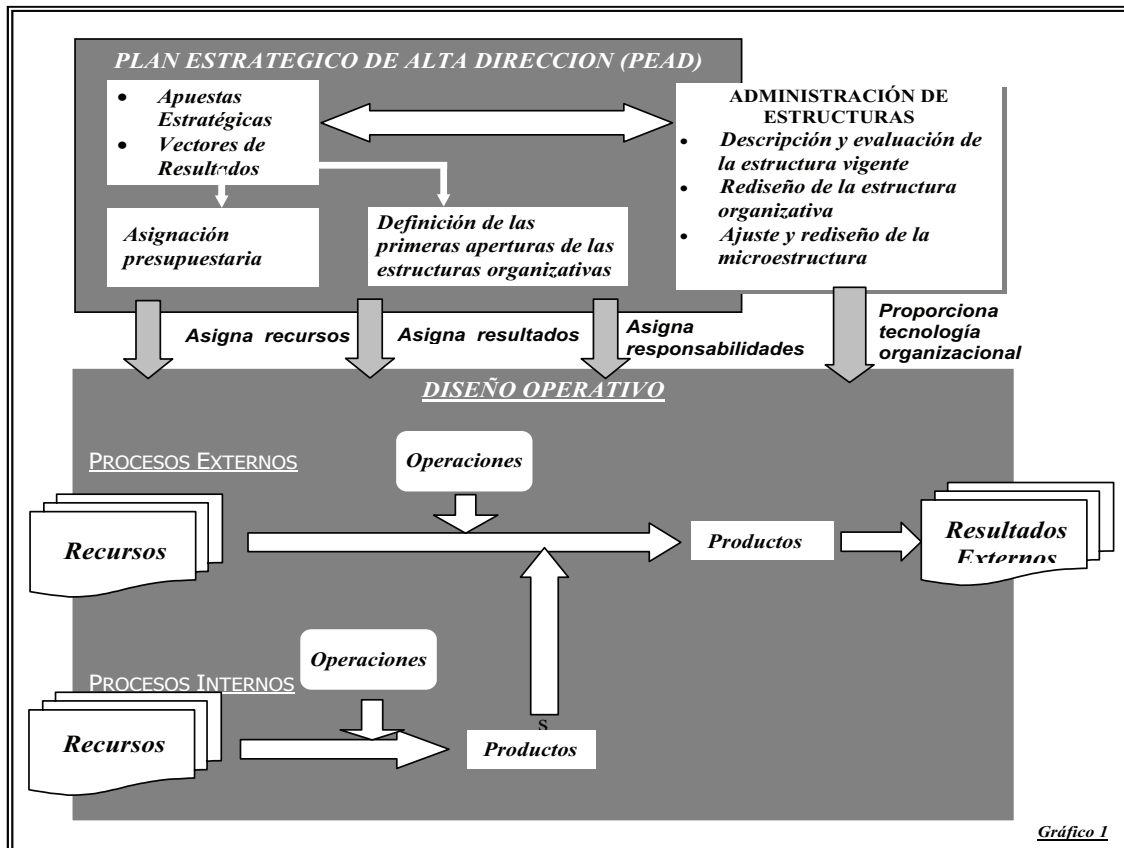 PLAN ESTRATEGICO DE ALTA DIRECCION (PEAD)
• Apuestas
Estratégicas
• Vectores de
Resultados
ADMINISTRACIÓN DE
ESTRUCTURAS
• Descripción y evaluación de
la estructura vigente
• Rediseño de la estructura
organizativa
• Ajuste y rediseño de la
microestructura
Asignación
presupuestaria
Definición de las
primeras aperturas de las
estructuras organizativas
Asigna recursos
Asigna resultados
Asigna
responsabilidades
Proporciona
tecnología
organizacional
DISEÑO OPERATIVO
PROCESOS EXTERNOS
Operaciones
Recursos
Productos
Resultados
Externos
Operaciones
PROCESOS INTERNOS
Recursos
s
Productos
Gráfico 1